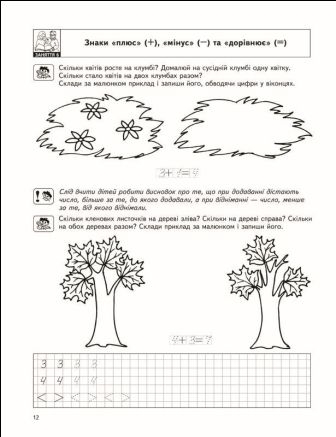 ЗАНЯТТЯ 6
Знаки «плюс» (+), «мінус» (−) та «дорівнює» (=)
Скільки квітів росте на клумбі? Домалюй на сусідній клумбі одну квітку.
Скільки стало квітів на двох клумбах разом?
Склади за малюнком приклад і запиши його, обводячи цифри у віконцях.
3+1=4
Слід вчити дітей робити висновок про те, що при додаванні дістають
число, більше за те, до якого додавали, а при відніманні — число, менше
за те, від якого віднімали.
Скільки кленових листочків на дереві зліва? Скільки на дереві справа? Скільки
на обох деревах разом? Склади приклад за малюнком і запиши його.
4+3=7
3 3 3 3
4 4 4 4
< > < > < >
12